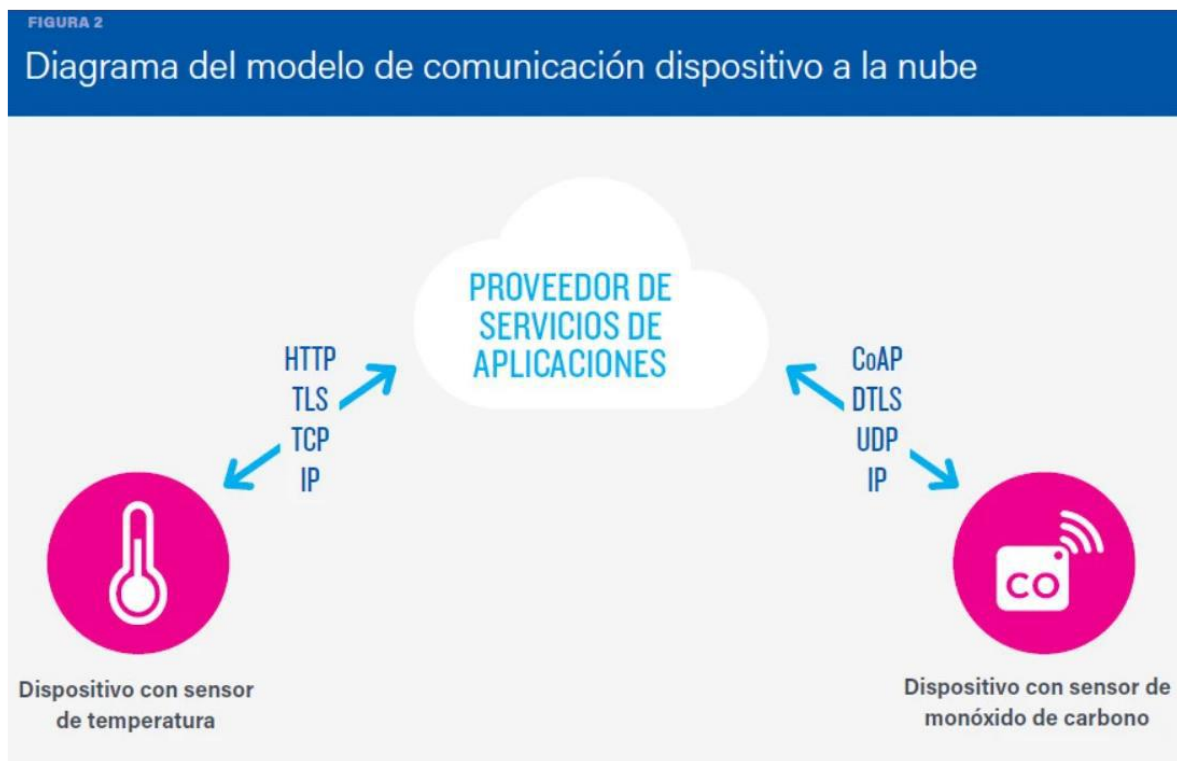 FIGURA 2
Diagrama del modelo de comunicación dispositivo a la nube
PROVEEDOR DE
SERVICIOS DE
APLICACIONES
HTTP
TLS
TCP
IP
CoAP
DTLS
UDP
IP
CO
Dispositivo con sensor
de temperatura
Dispositivo con sensor de
monóxido de carbono